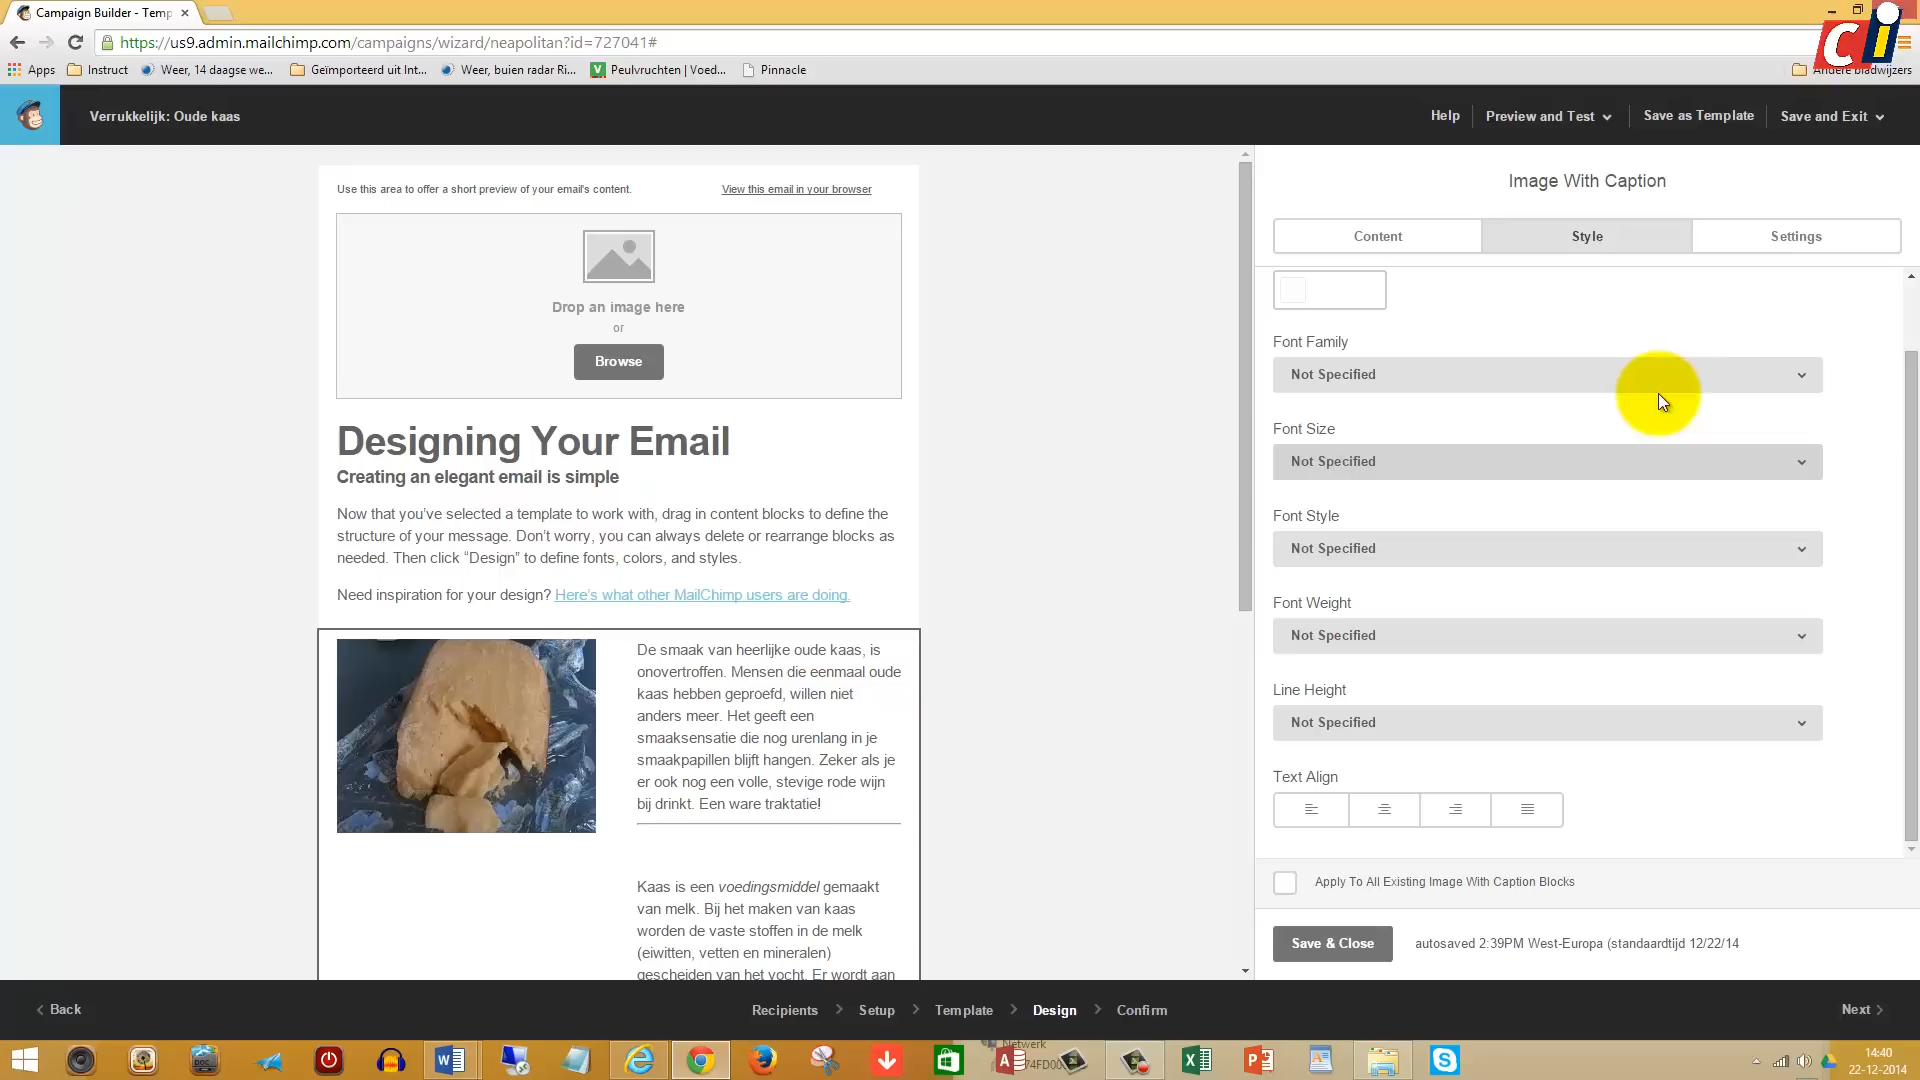 Campaign Builder - Temp
https://us9.admin.mailchimp.com/campaigns/wizard/neapolitan?id=727041#
Apps
Instruct
Weer, 14 daagse we...
Geïmporteerd uit Int...
Weer, buien radar Ri...
Peulvruchten | Voed...
Pinnacle
Andere bladwijzers
Ci
Verrukkelijk: Oude kaas
Help
Preview and Test
Save as Template
Save and Exit
Use this area to offer a short preview of your email's content.
View this email in your browser
Drop an image here
or
Browse
Designing Your Email
Creating an elegant email is simple
Now that you've selected a template to work with, drag in content blocks to define the
structure of your message. Don't worry, you can always delete or rearrange blocks as
needed. Then click “Design” to define fonts, colors, and styles.
Need inspiration for your design? Here's what other MailChimp users are doing.
De smaak van heerlijke oude kaas, is
onovertroffen. Mensen die eenmaal oude
kaas hebben geproefd, willen niet
anders meer. Het geeft een
smaaksensatie die nog urenlang in je
smaakpapillen blijft hangen. Zeker als je
er ook nog een volle, stevige rode wijn
bij drinkt. Een ware traktatie!
Kaas is een voedingsmiddel gemaakt
van melk. Bij het maken van kaas
worden de vaste stoffen in de melk
(eiwitten, vetten en mineralen)
gescheiden van het vocht. Er wordt aan
Image With Caption
Content
Style
Settings
Font Family
Not Specified
Font Size
Not Specified
Font Style
Not Specified
Font Weight
Not Specified
Line Height
Not Specified
Text Align
Apply To All Existing Image With Caption Blocks
Save & Close
autosaved 2:39PM West-Europa (standaardtijd 12/22/14
Back
Recipients
Setup
Template
Design
Confirm
Next
Netwerk
14:40
22-12-2014